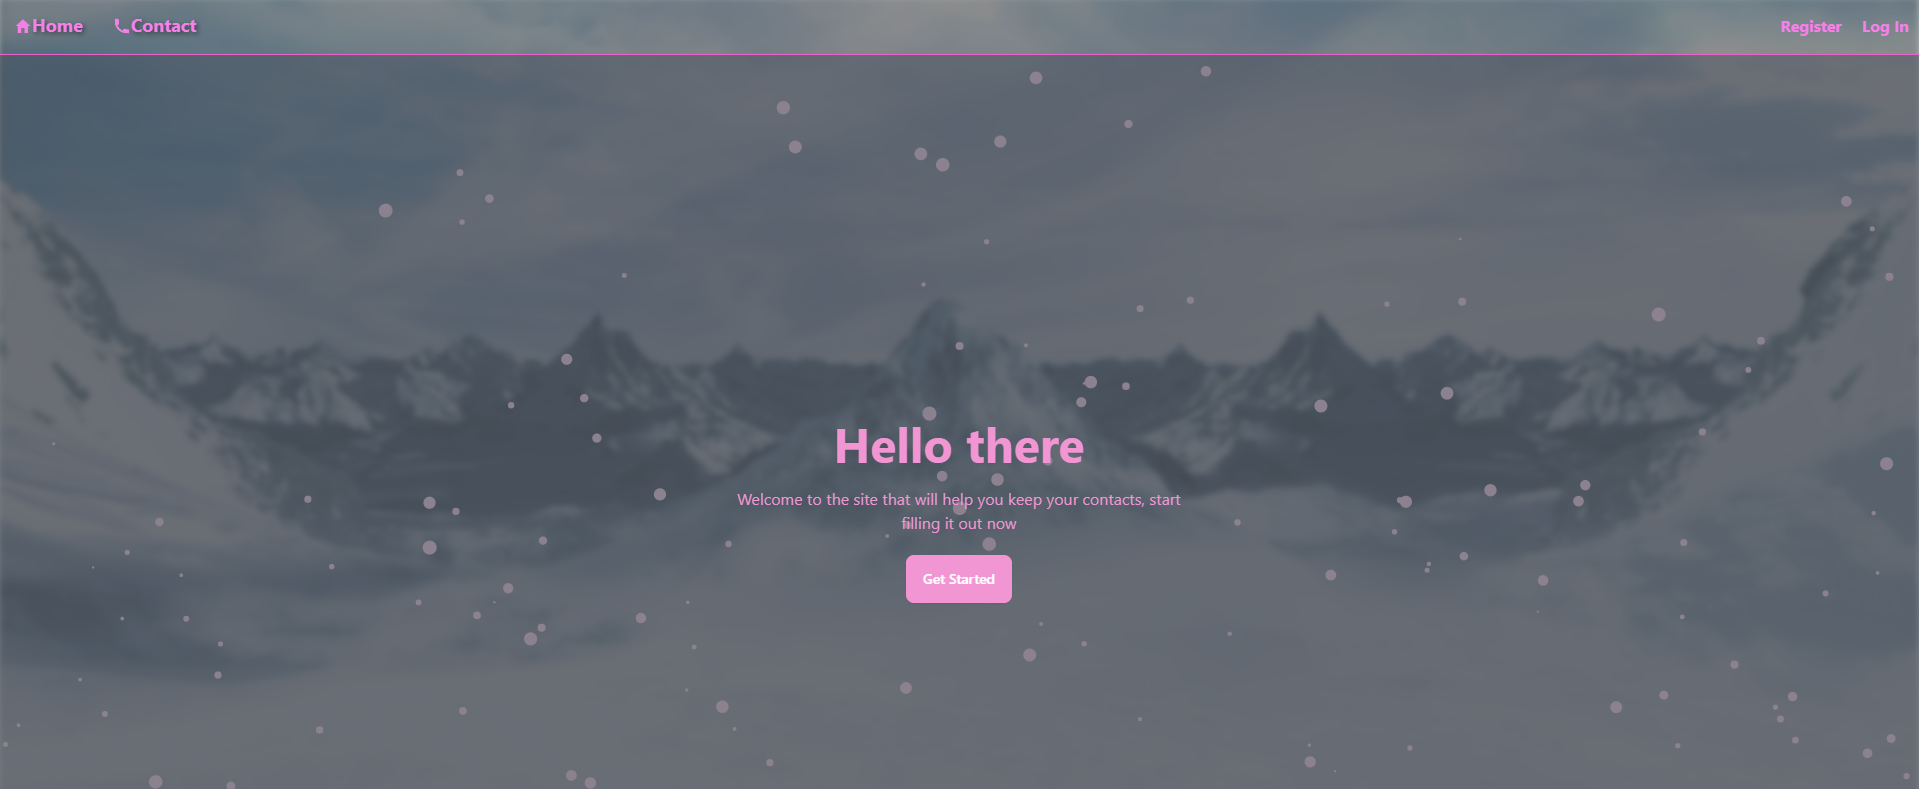 Home Contact Register Log In
Hello there
Welcome to the site that will help you keep your contacts, start
filling it out now
Get Started